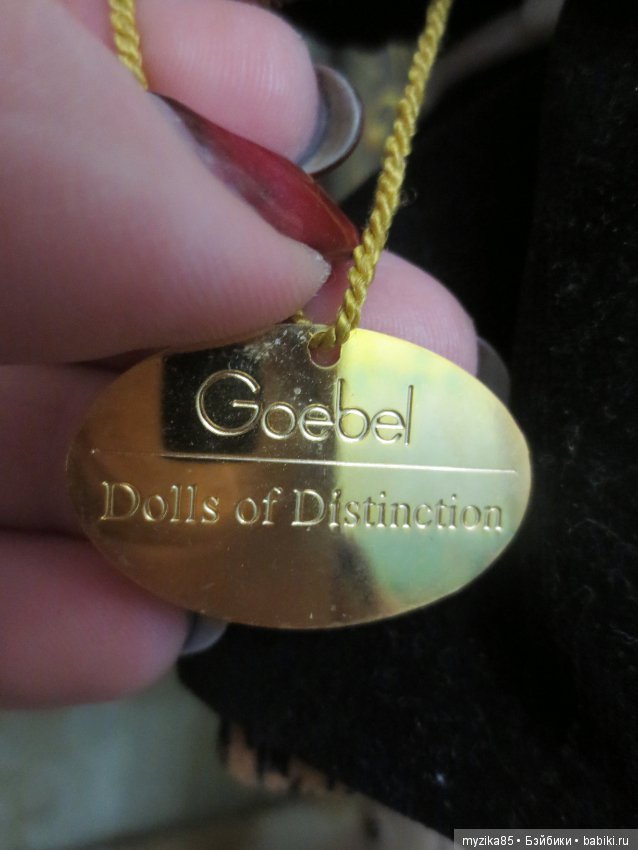 Goebel
Dolls of Distinction
myzika85 • Бэйбики • babiki.ru